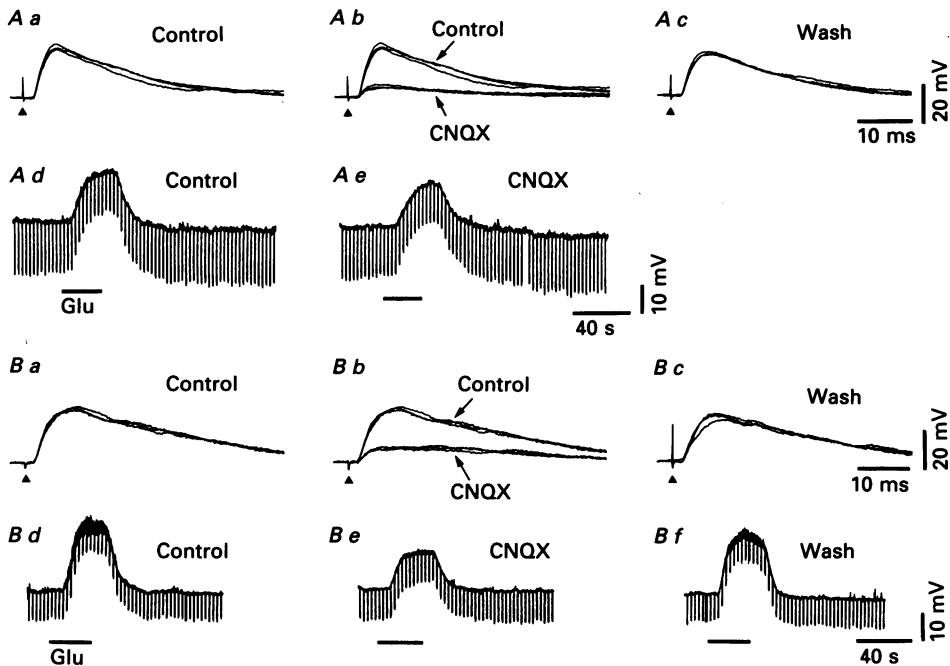 A a Control
A b Control
CNQX
A c Wash
20 mV
10 ms
A d Control
Glu
A e CNQX
10 mV
40 s
B a Control
B b Control
CNQX
B c Wash
20 mV
10 ms
B d Control
Glu
B e CNQX
B f Wash
10 mV
40 s